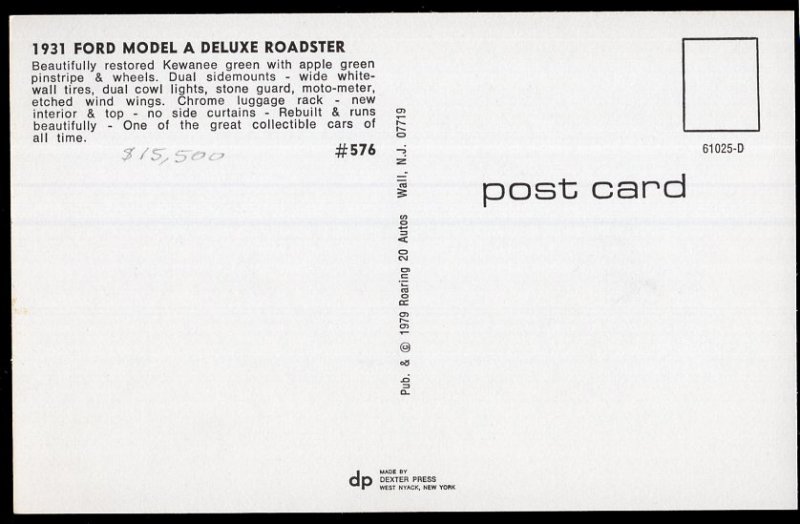 1931 FORD MODEL A DELUXE ROADSTER
Beautifully restored Kewanee green with apple green
pinstripe & wheels. Dual sidemounts - wide white-
wall tires, dual cowl lights, stone guard, moto-meter,
etched wind wings. Chrome luggage rack - new
interior & top - no side curtains - Rebuilt & runs
beautifully - One of the great collectible cars of
all time.
$15,500
#576
Pub. & © 1979 Roaring 20 Autos Wall, N.J. 07719
61025-D
post card
dp
MADE BY
DEXTER PRESS
WEST NYACK, NEW YORK